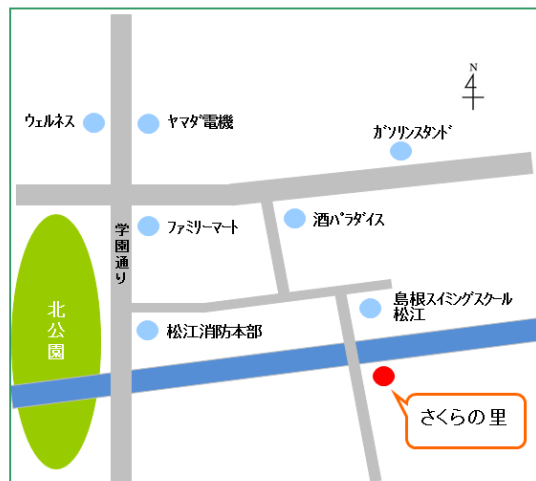 N
ウェルネス
ヤマダ電機
ガソリンスタンド
学園通り
ファミリーマート
酒パラダイス
北公園
松江消防本部
島根スイミングスクール
松江
さくらの里